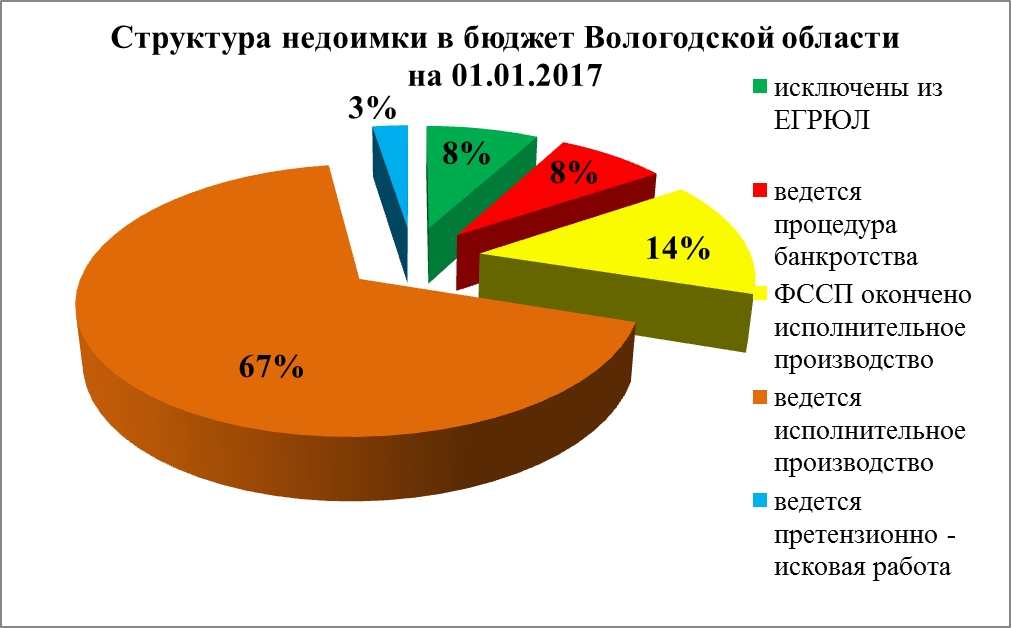 Структура недоимки в бюджет Вологодской области
на 01.01.2017
3%
8%
8%
14%
67%
исключены из
ЕГРЮЛ
ведется
процедура
банкротства
ФССП окончено
исполнительное
производство
ведется
исполнительное
производство
ведется
претензионно -
исковая работа